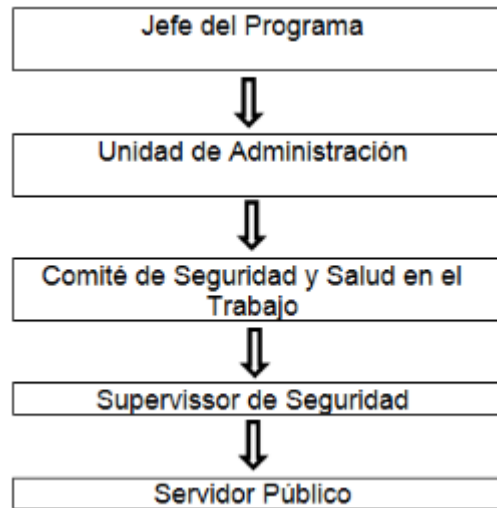 Jefe del Programa
Unidad de Administración
Comité de Seguridad y Salud en el
Trabajo
Supervissor de Seguridad
Servidor Público